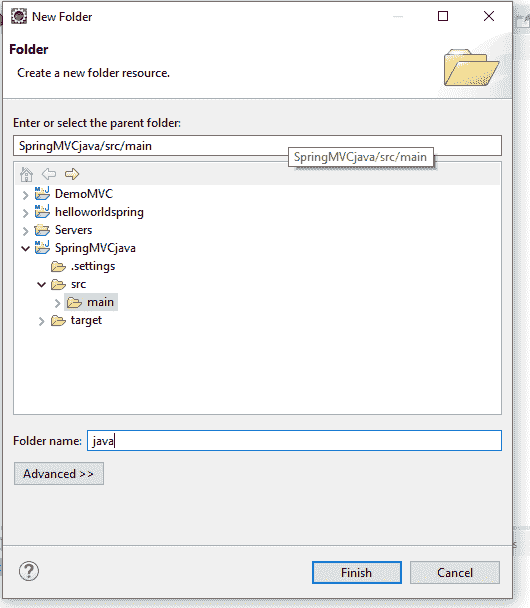 New Folder
Folder
Create a new folder resource.
Enter or select the parent folder:
SpringMVCjava/src/main
SpringMVCjava/src/main
DemoMVC
helloworldspring
Servers
SpringMVCjava
.settings
src
main
target
Folder name: java
Advanced >>
? Finish Cancel